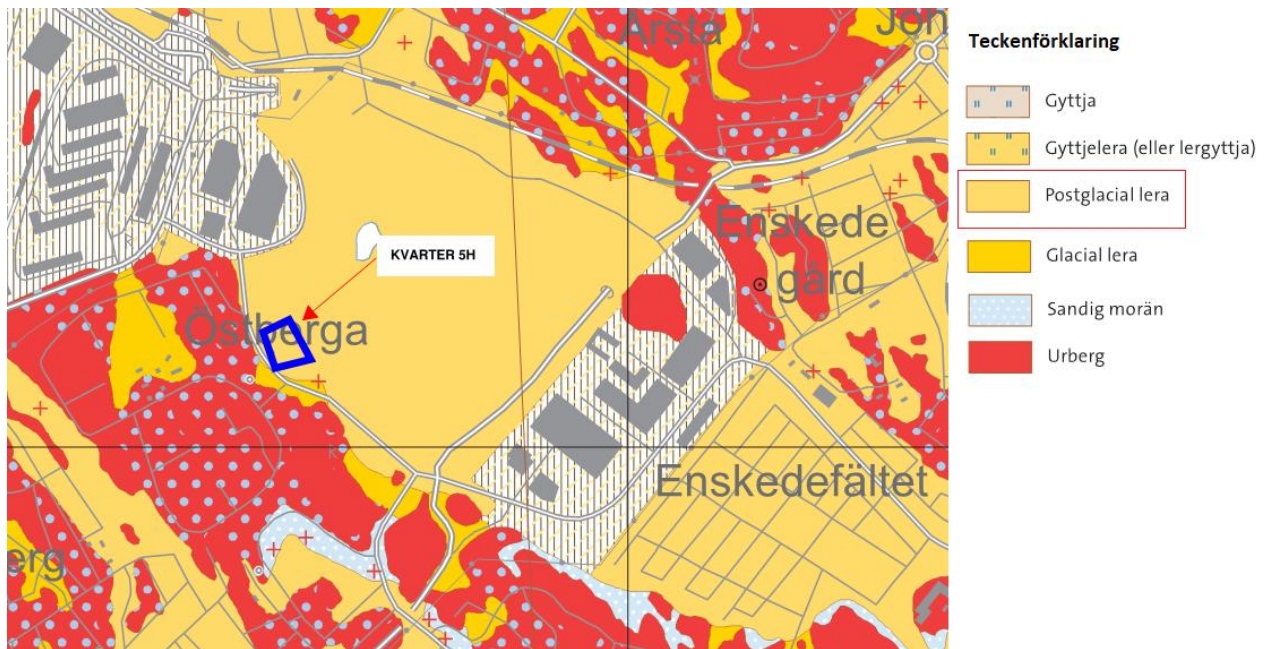 Årsta
Joh
Teckenförklaring
Gyttja
Gyttjelera (eller lergyttja)
Postglacial lera
Enskede
gård
KVARTER 5H
Glacial lera
Östberga
Sandig morän
Urberg
Enskedefältet
erg